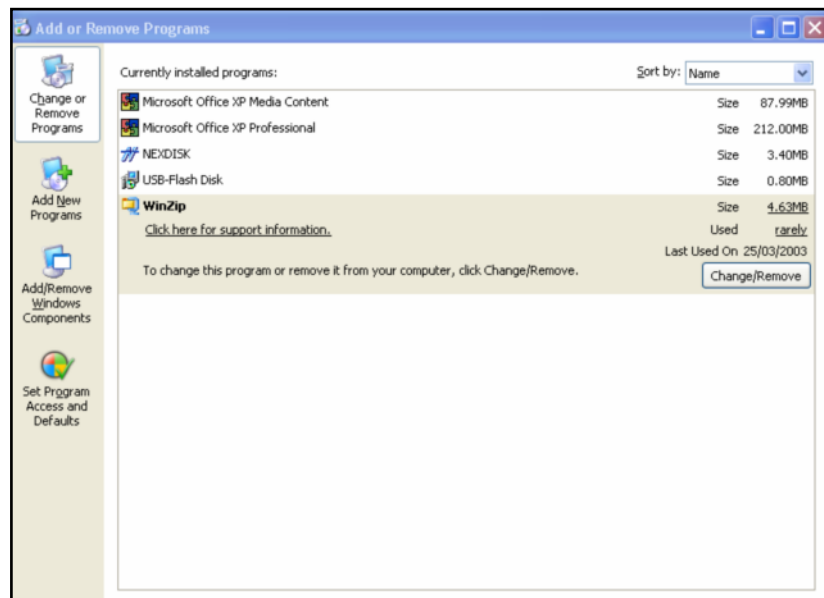 Add or Remove Programs
Change or
Remove
Programs
Add New
Programs
Add/Remove
Windows
Components
Set Program
Access and
Defaults
Currently installed programs:
Sort by: Name
Microsoft Office XP Media Content Size 87.99MB
Microsoft Office XP Professional Size 212.00MB
NEXDISK Size 3.40MB
USB-Flash Disk Size 0.80MB
WinZip Size 4.63MB
Click here for support information. Used rarely
Last Used On 25/03/2003
To change this program or remove it from your computer, click Change/Remove. Change/Remove